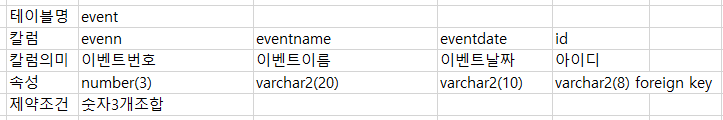 테이블명 event
칼럼 evenn eventname eventdate id
칼럼의미 이벤트번호 이벤트이름 이벤트날짜 아이디
속성 number(3) varchar2(20) varchar2(10) varchar2(8) foreign key
제약조건 숫자3개조합